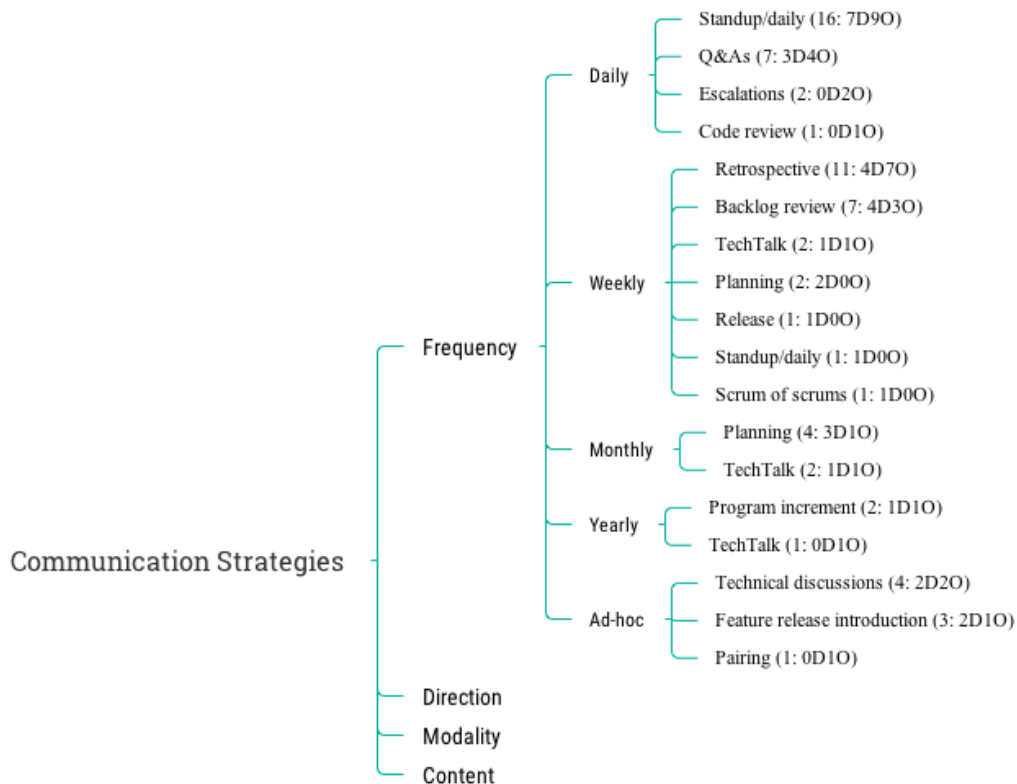 Standup/daily (16: 7D9O)
Q&As (7: 3D4O)
Daily
Escalations (2: 0D2O)
Code review (1: 0D1O)
Retrospective (11: 4D7O)
Backlog review (7: 4D3O)
TechTalk (2: 1D1O)
Weekly
Planning (2: 2D0O)
Release (1: 1D0O)
Frequency
Standup/daily (1: 1D0O)
Scrum of scrums (1: 1D0O)
Planning (4: 3D1O)
Monthly
TechTalk (2: 1D1O)
Program increment (2: 1D1O)
Yearly
TechTalk (1: 0D1O)
Communication Strategies
Technical discussions (4: 2D2O)
Ad-hoc
Feature release introduction (3: 2D1O)
Pairing (1: 0D1O)
Direction
Modality
Content